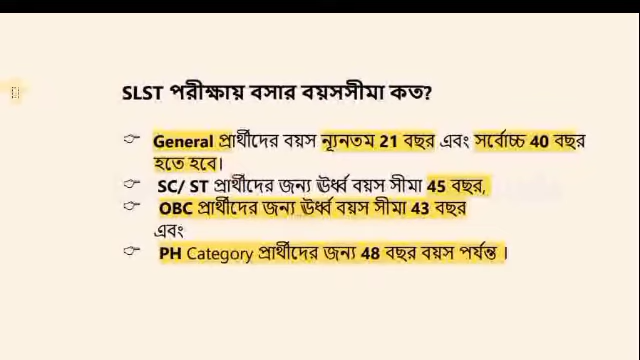 SLST পরীক্ষায় বসার বয়সসীমা কত?
☞ General প্রার্থীদের বয়স ন্যূনতম 21 বছর এবং সর্বোচ্চ 40 বছর
হতে হবে।
☞ SC/ ST প্রার্থীদের জন্য ঊর্ধ্ব বয়স সীমা 45 বছর,
☞ OBC প্রার্থীদের জন্য ঊর্ধ্ব বয়স সীমা 43 বছর
এবং
☞ PH Category প্রার্থীদের জন্য 48 বছর বয়স পর্যন্ত ।